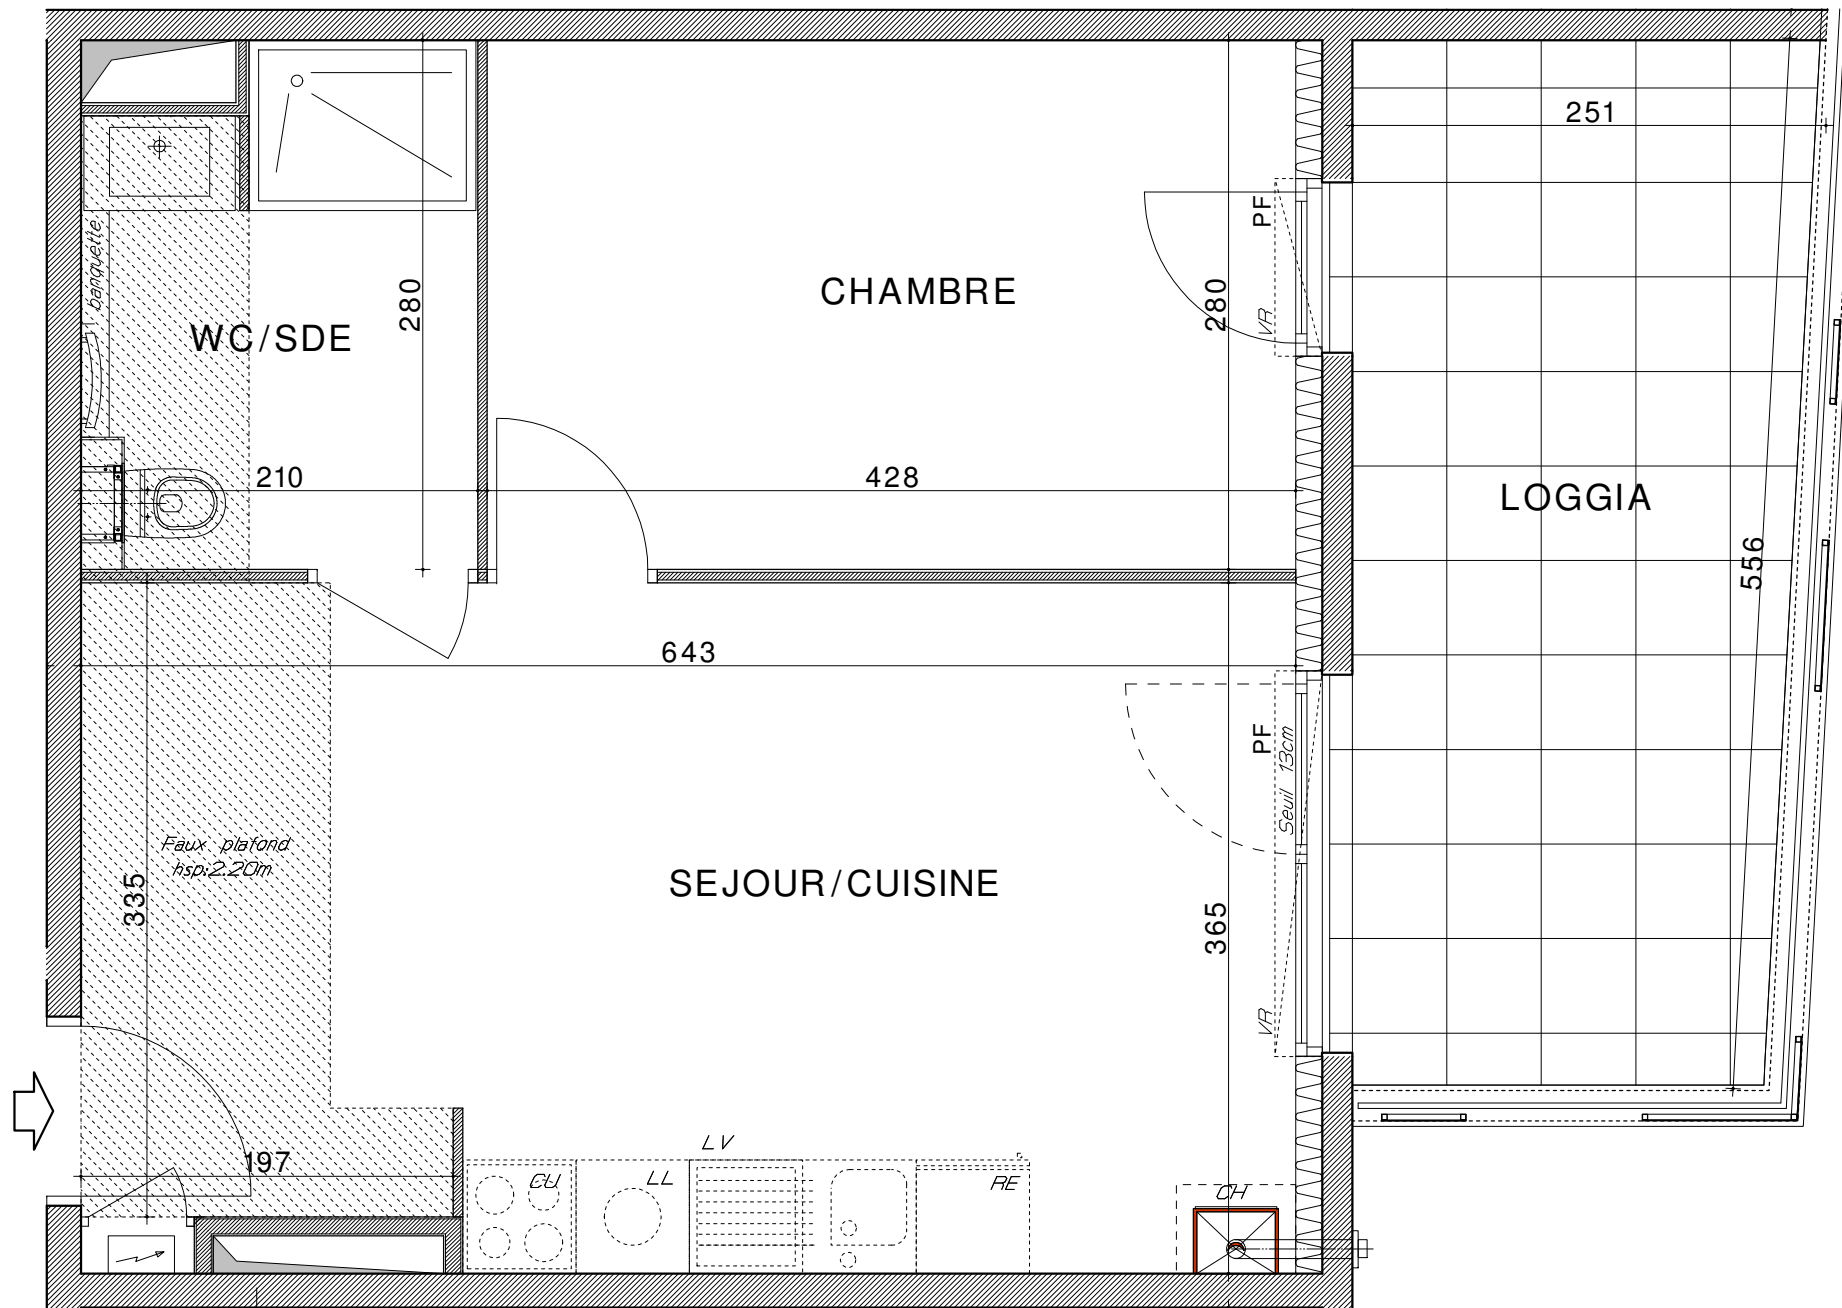 251
banquette
PF
280
280
CHAMBRE
VR
WC/SDE
210
428
LOGGIA
556
643
PF
Seuil 13cm
Faux plafond
hsp:2.20m
335
SEJOUR/CUISINE
365
VR
197
LV
CU
LL
RE
CH